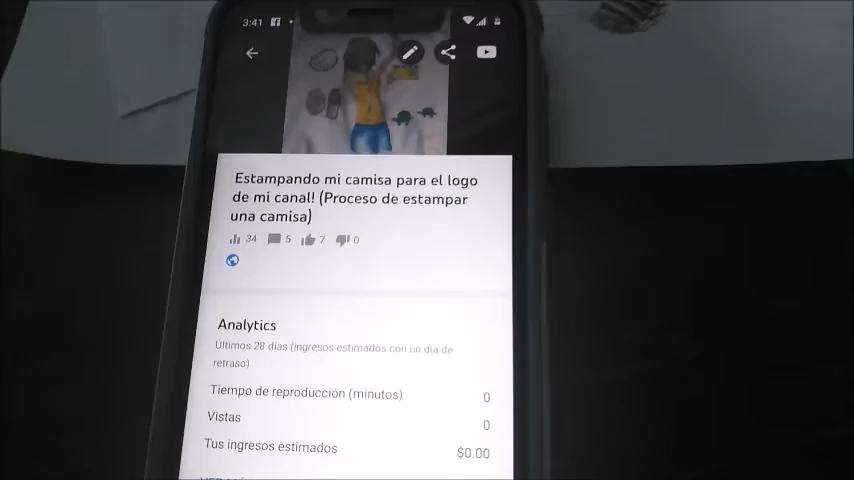 3:41
Estampando mi camisa para el logo
de mi canal! (Proceso de estampar
una camisa)
34 5 7 0
Analytics
Últimos 28 días (ingresos estimados con un día de
retraso)
Tiempo de reproducción (minutos) 0
Vistas 0
Tus ingresos estimados $0.00